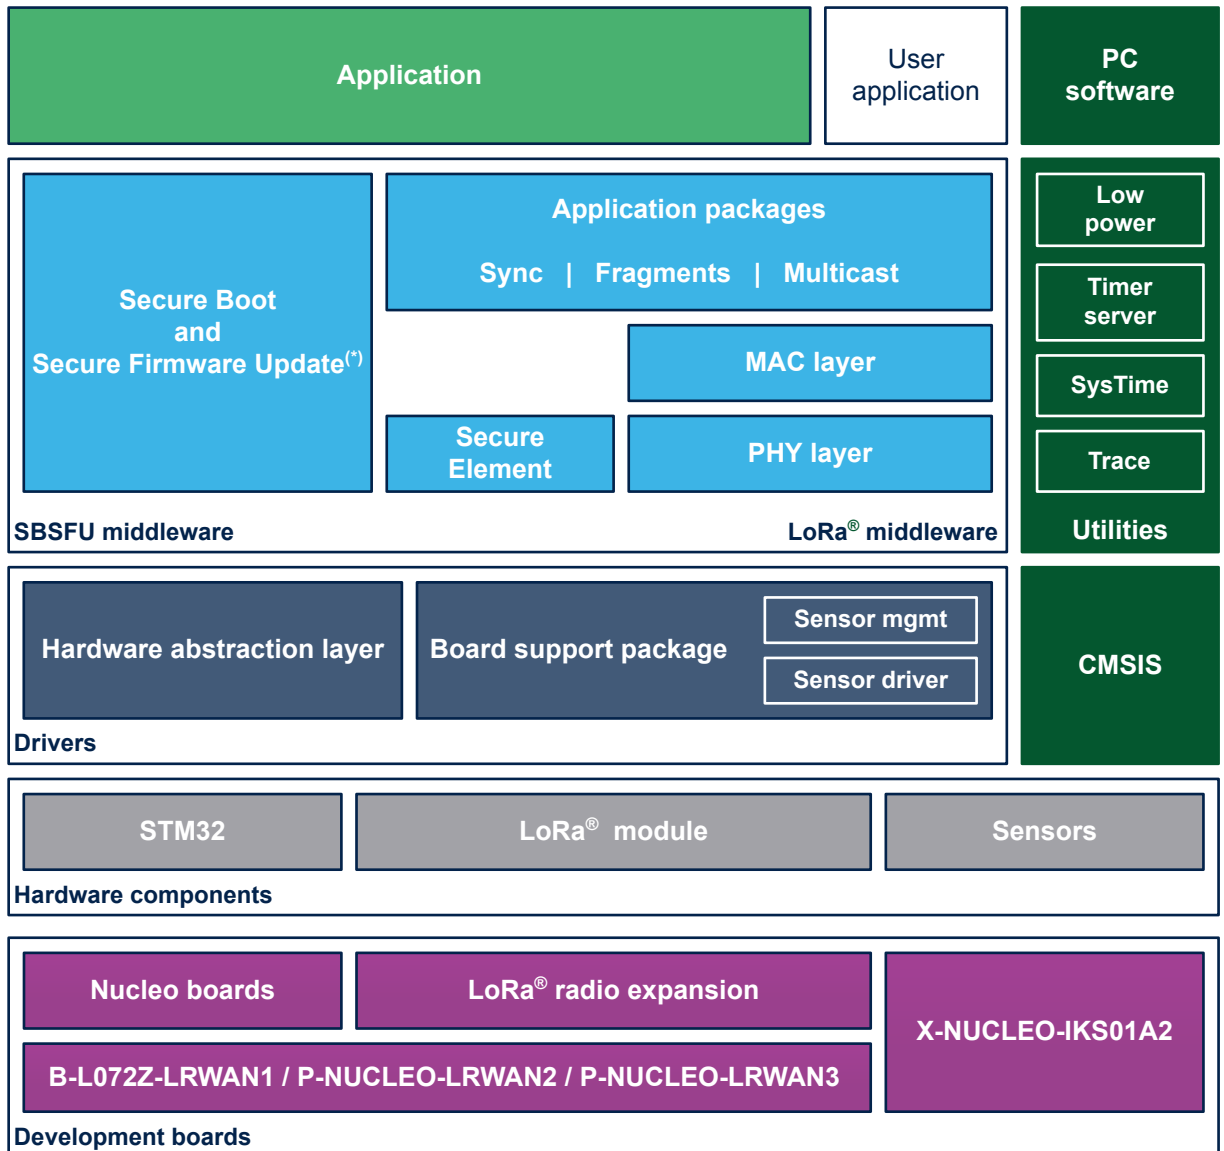 Application
User
application
PC
software
Secure Boot
and
Secure Firmware Update(*)
Application packages
Sync | Fragments | Multicast
MAC layer
Secure
Element
PHY layer
SBSFU middleware
LoRa® middleware
Low
power
Timer
server
SysTime
Trace
Utilities
Hardware abstraction layer
Board support package
Sensor mgmt
Sensor driver
Drivers
CMSIS
STM32
LoRa® module
Sensors
Hardware components
Nucleo boards
LoRa® radio expansion
X-NUCLEO-IKS01A2
B-L072Z-LRWAN1 / P-NUCLEO-LRWAN2 / P-NUCLEO-LRWAN3
Development boards